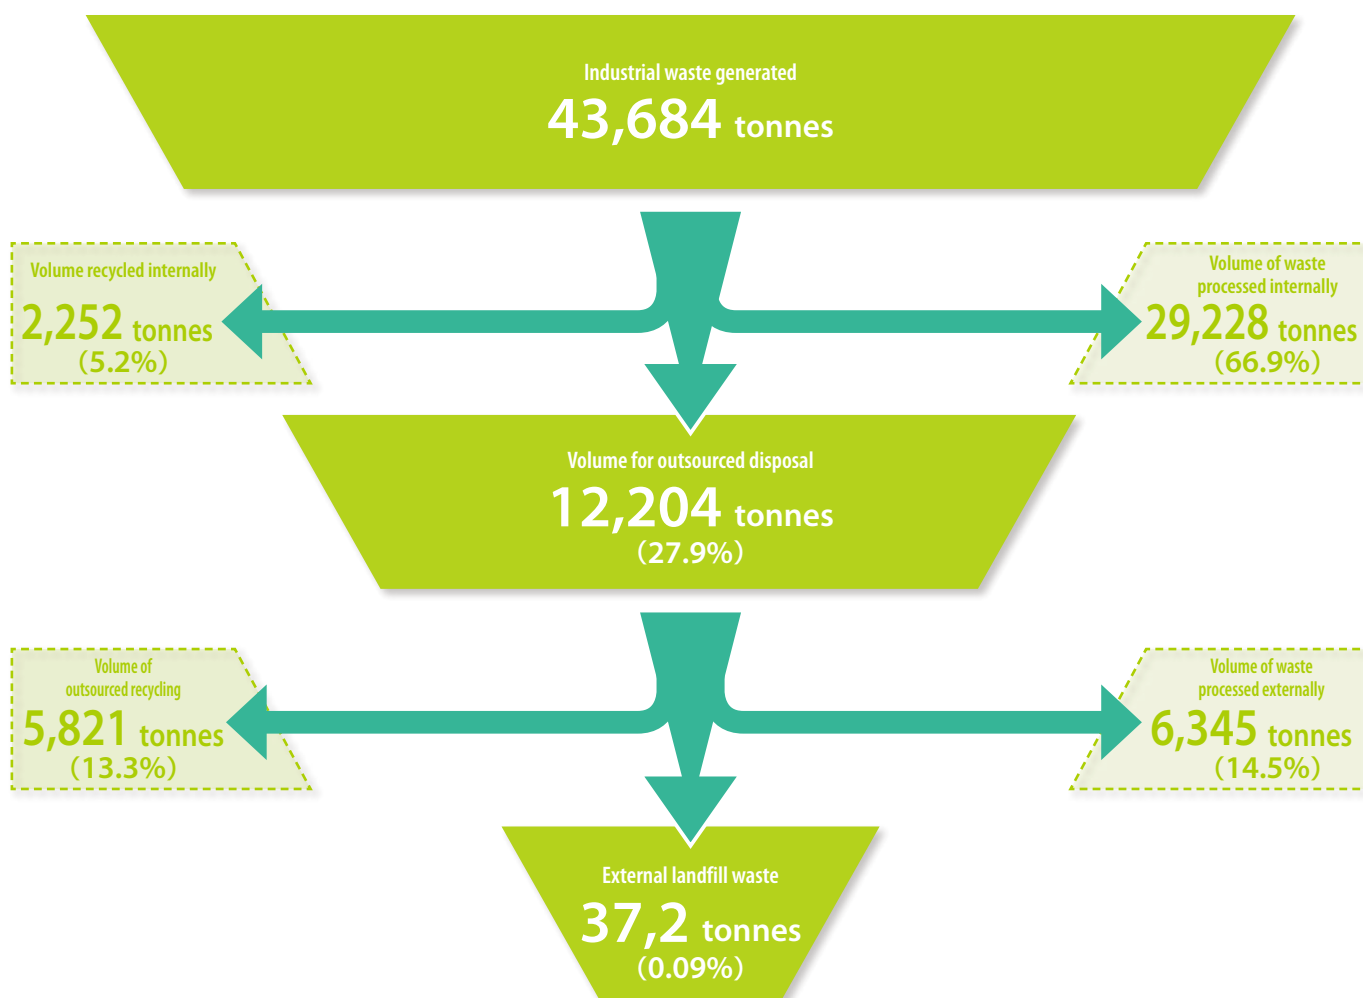 Industrial waste generated
43,684 tonnes
Volume recycled internally
2,252 tonnes
(5.2%)
Volume of waste
processed internally
29,228 tonnes
(66.9%)
Volume for outsourced disposal
12,204 tonnes
(27.9%)
Volume of
outsourced recycling
5,821 tonnes
(13.3%)
Volume of waste
processed externally
6,345 tonnes
(14.5%)
External landfill waste
37,2 tonnes
(0.09%)